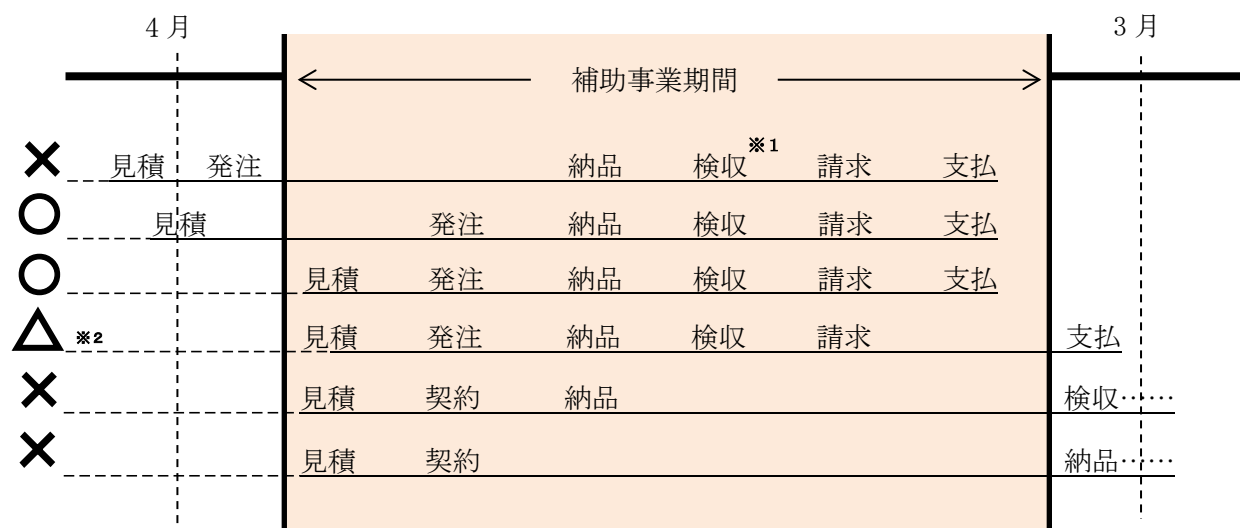 4月 3月
補助事業期間
× 見積 発注 納品 検収※1 請求 支払
○ 見積 発注 納品 検収 請求 支払
○ 見積 発注 納品 検収 請求 支払
△ ※2 見積 発注 納品 検収 請求 支払
× 見積 契約 納品 検収……
× 見積 契約 納品……